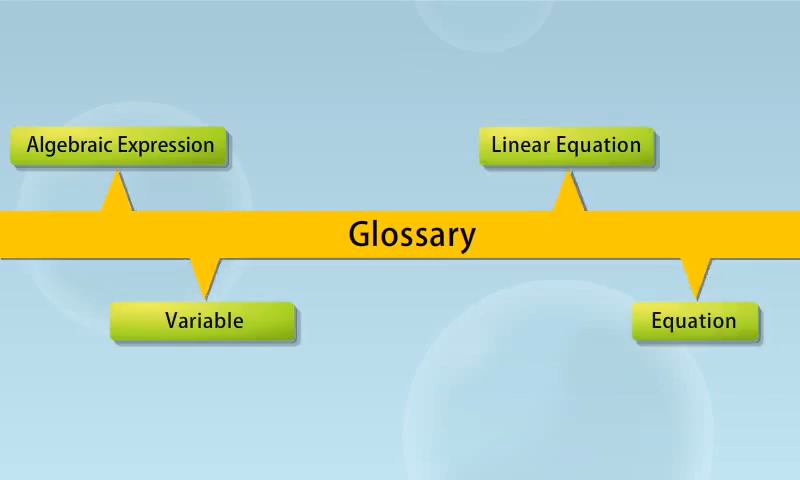 Algebraic Expression
Linear Equation
Glossary
Variable
Equation